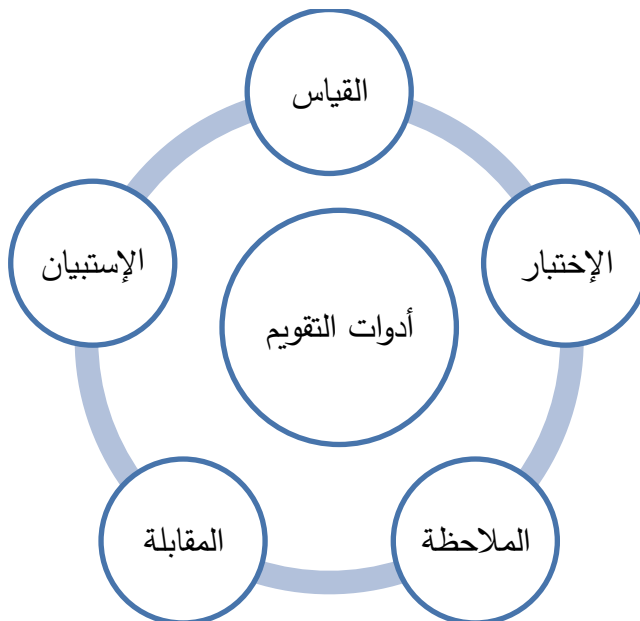 القياس
الإختبار
الإستبيان
أدوات التقويم
الملاحظة
المقابلة